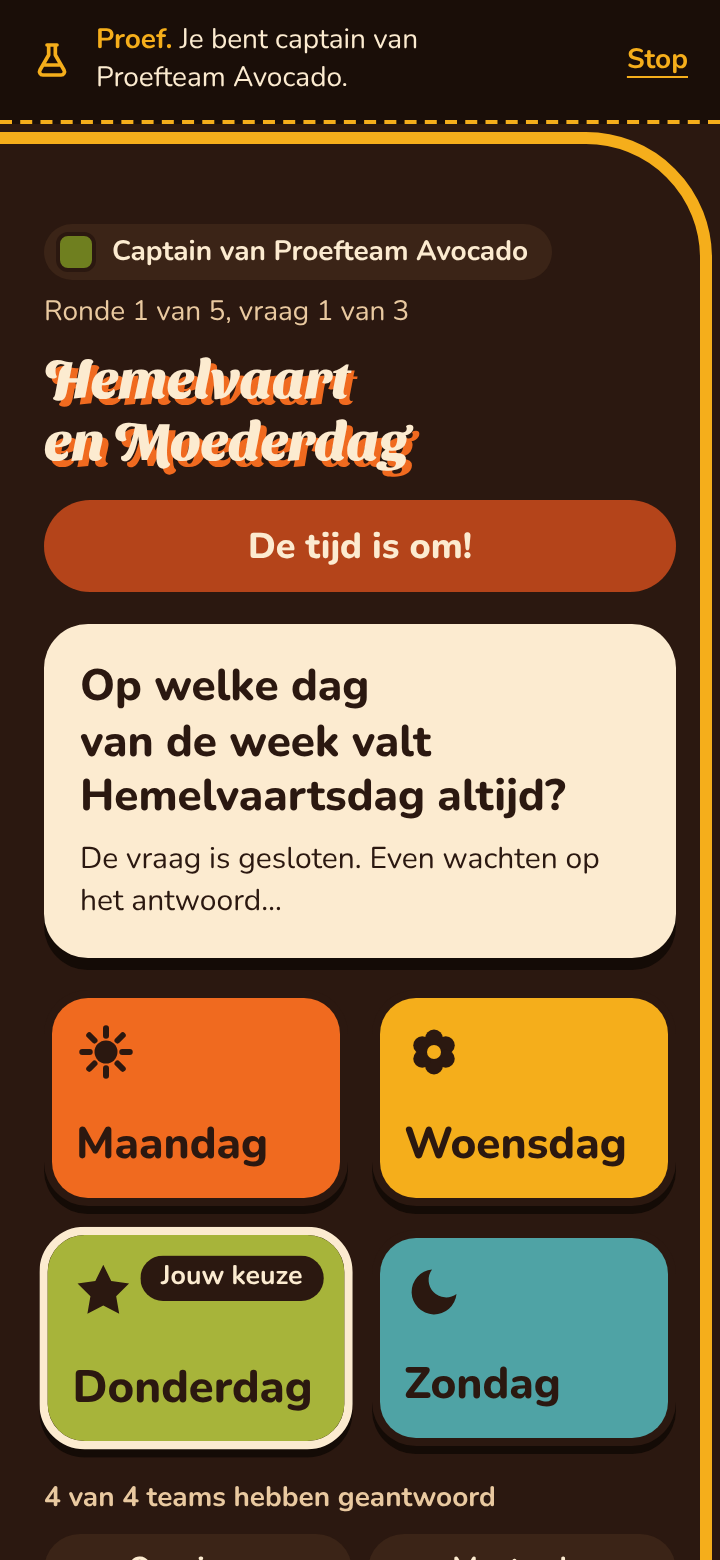 Proef. Je bent captain van
Proefteam Avocado.
Stop
Captain van Proefteam Avocado
Ronde 1 van 5, vraag 1 van 3
Hemelvaart
en Moederdag
De tijd is om!
Op welke dag
van de week valt
Hemelvaartsdag altijd?
De vraag is gesloten. Even wachten op
het antwoord...
Maandag
Woensdag
Jouw keuze
Donderdag
Zondag
4 van 4 teams hebben geantwoord